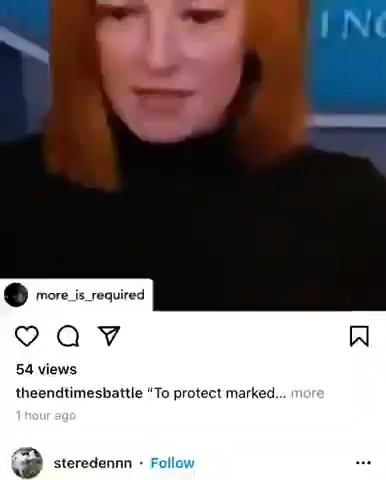 more_is_required
54 views
theendtimesbattle “To protect marked... more
1 hour ago
steredennn · Follow